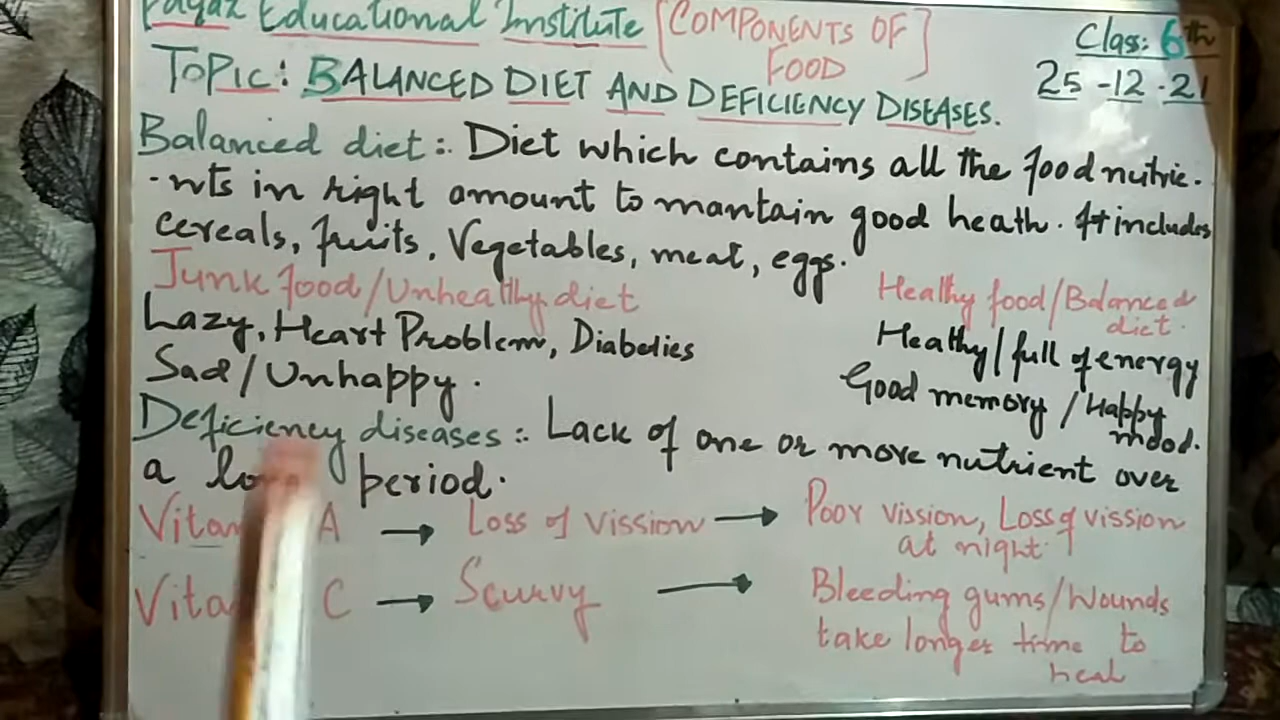 Educational Institute [COMPONENTS OF FOOD]
Class: 6th
25-12-21
TOPIC: BALANCED DIET AND DEFICIENCY DISEASES.
Balanced diet:. Diet which contains all the food nutrie-
-nts in right amount to mantain good heath. It includes
cereals, fruits, Vegetables, meat, eggs.
Junk food/Unhealthy diet
Healthy food/Balanced diet.
Lazy, Heart Problem, Diabeties
Healthy/full of energy
Sad/Unhappy.
Good memory/Happy mood.
Deficiency diseases:. Lack of one or more nutrient over
a period.
A → Loss of vission → Poor vission, Loss of vission
at night.
C → Scurvy → Bleeding gums/Wounds
take longer time to
heal